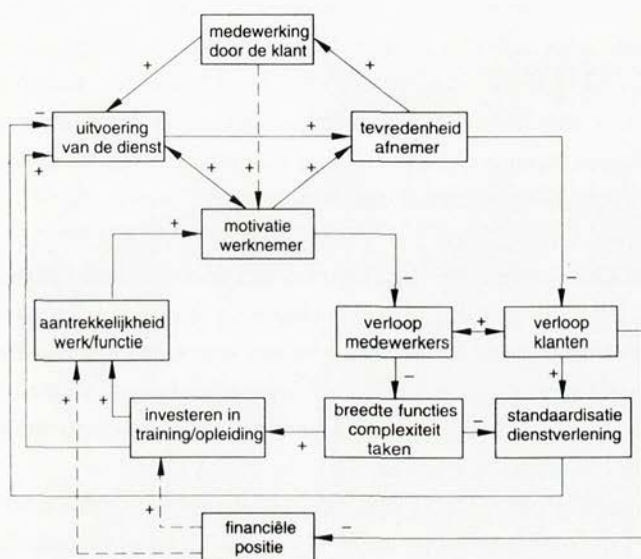 medewerking
door de klant
+
+
−
uitvoering
van de dienst
+
tevredenheid
afnemer
+
+
+
+
+
motivatie
werknemer
−
−
aantrekkelijkheid
werk/functie
verloop
medewerkers
+
verloop
klanten
+
+
−
+
investeren in
training/opleiding
+
breedte functies
complexiteit
taken
−
standaardisatie
dienstverlening
+
financiële
positie
−